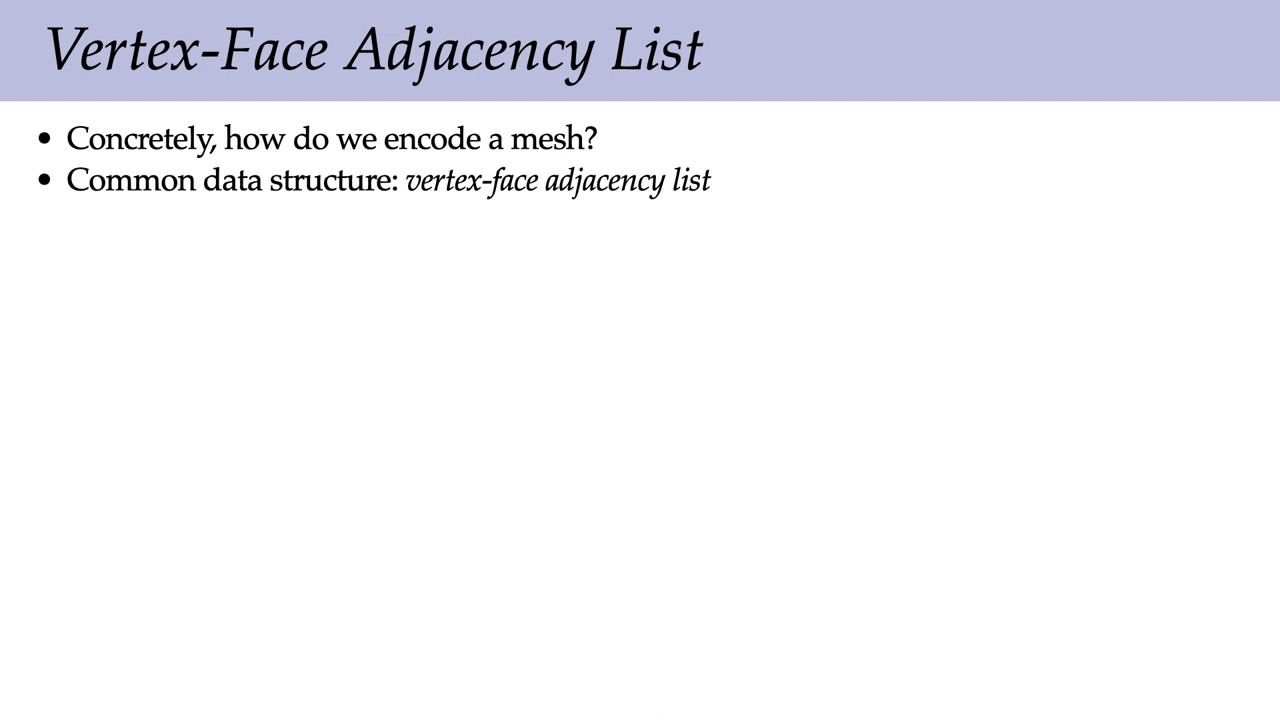 Vertex-Face Adjacency List
• Concretely, how do we encode a mesh?
• Common data structure: vertex-face adjacency list